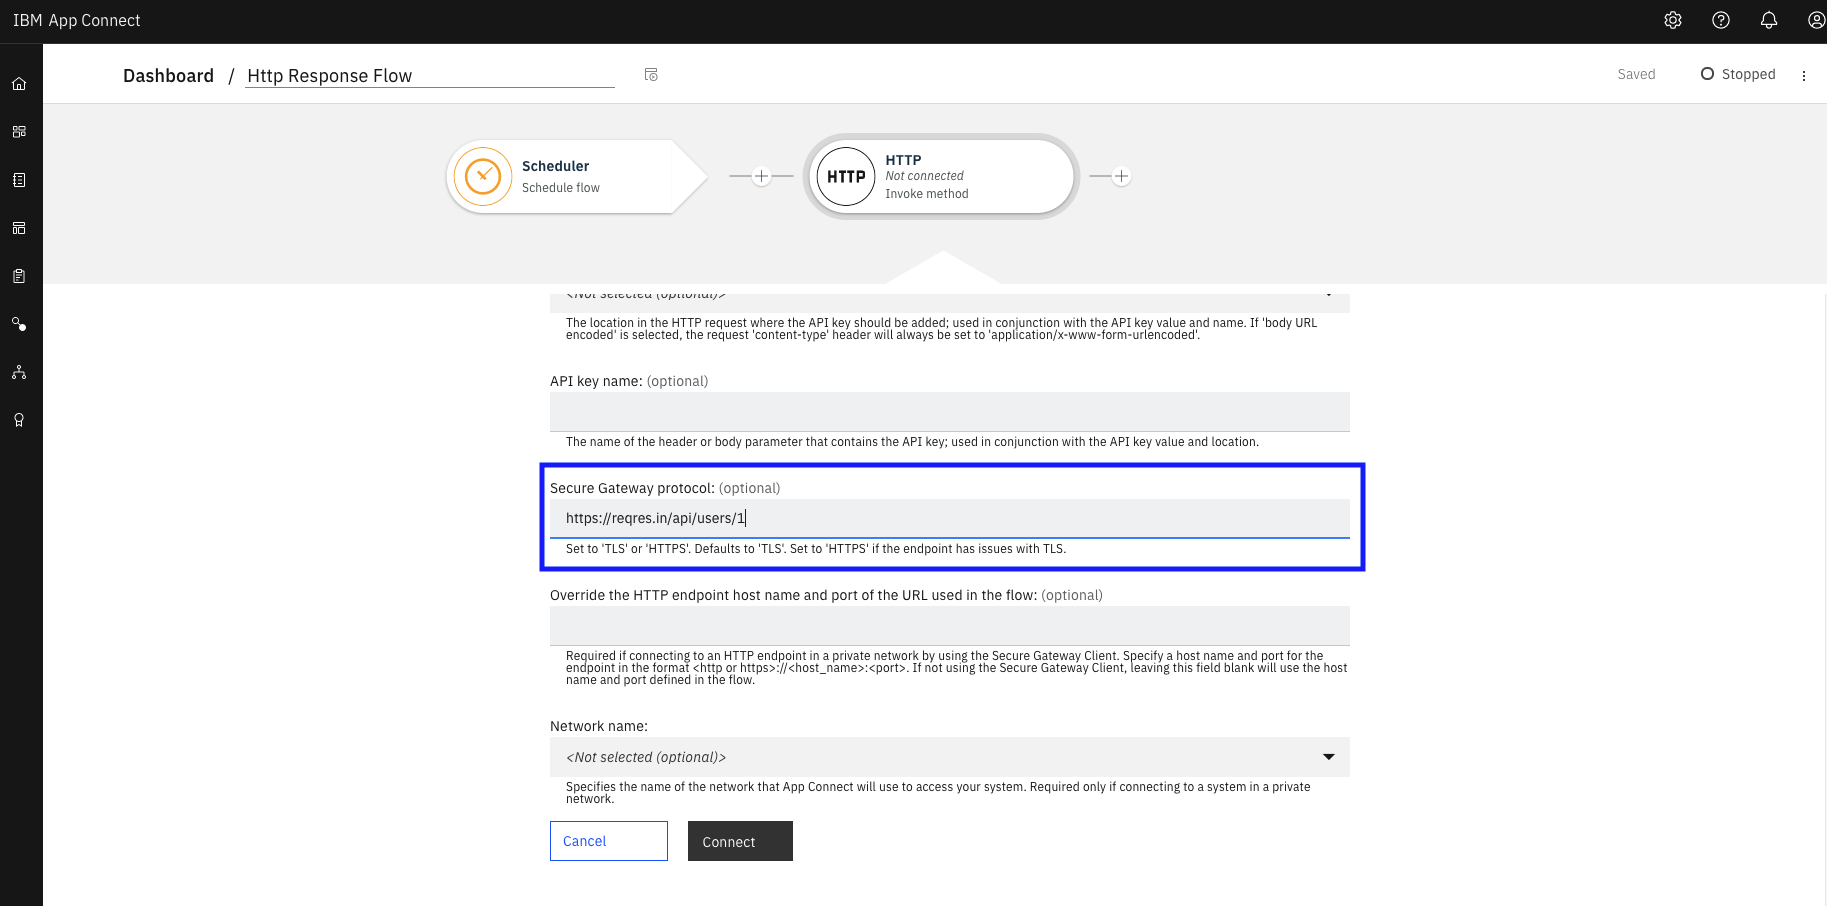 IBM App Connect
Dashboard / Http Response Flow
Saved
Stopped
Scheduler
Schedule flow
HTTP
HTTP
Not connected
Invoke method
<Not selected (optional)>
The location in the HTTP request where the API key should be added; used in conjunction with the API key value and name. If 'body URL
encoded' is selected, the request 'content-type' header will always be set to 'application/x-www-form-urlencoded'.
API key name: (optional)
The name of the header or body parameter that contains the API key; used in conjunction with the API key value and location.
Secure Gateway protocol: (optional)
https://reqres.in/api/users/1
Set to 'TLS' or 'HTTPS'. Defaults to 'TLS'. Set to 'HTTPS' if the endpoint has issues with TLS.
Override the HTTP endpoint host name and port of the URL used in the flow: (optional)
Required if connecting to an HTTP endpoint in a private network by using the Secure Gateway Client. Specify a host name and port for the
endpoint in the format <http or https>://<host_name>:<port>. If not using the Secure Gateway Client, leaving this field blank will use the host
name and port defined in the flow.
Network name:
<Not selected (optional)>
Specifies the name of the network that App Connect will use to access your system. Required only if connecting to a system in a private
network.
Cancel
Connect